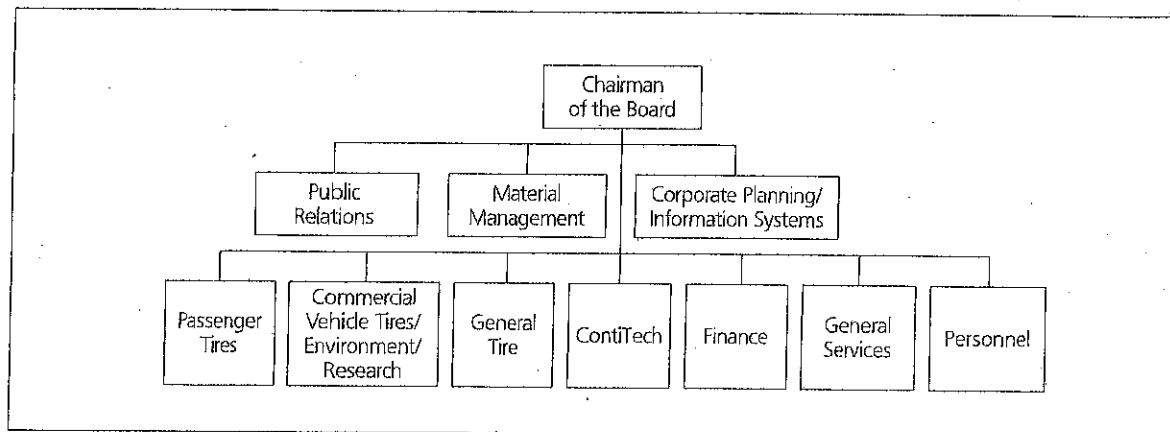 Chairman
of the Board
Public
Relations
Material
Management
Corporate Planning/
Information Systems
Passenger
Tires
Commercial
Vehicle Tires/
Environment/
Research
General
Tire
ContiTech
Finance
General
Services
Personnel